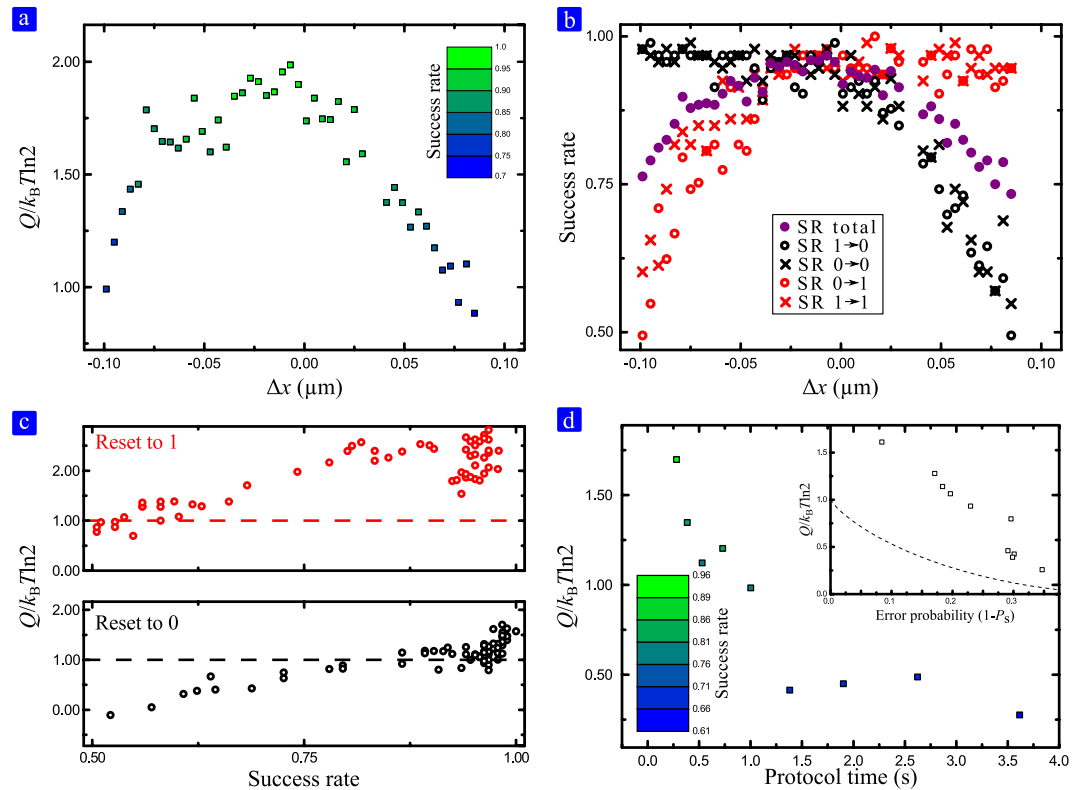 a
2.00
1.50
1.00
Q/kBTln2
-0.10
-0.05
0.00
0.05
0.10
Δx (μm)
Success rate
1.0
0.95
0.90
0.85
0.80
0.75
0.7
b
1.00
0.75
0.50
Success rate
-0.10
-0.05
0.00
0.05
0.10
Δx (μm)
SR total
SR 1→0
SR 0→0
SR 0→1
SR 1→1
c
Reset to 1
2.00
1.00
0.00
Q/kBTln2
Reset to 0
2.00
1.00
0.00
0.50
0.75
1.00
Success rate
d
1.75
1.50
1.00
0.50
0.00
Q/kBTln2
0.0
0.5
1.0
1.5
2.0
2.5
3.0
3.5
4.0
Protocol time (s)
Success rate
0.96
0.89
0.86
0.81
0.76
0.71
0.66
0.61
Q/kBTln2
1.5
1.0
0.5
0.0
0.0
0.1
0.2
0.3
Error probability (1-Ps)